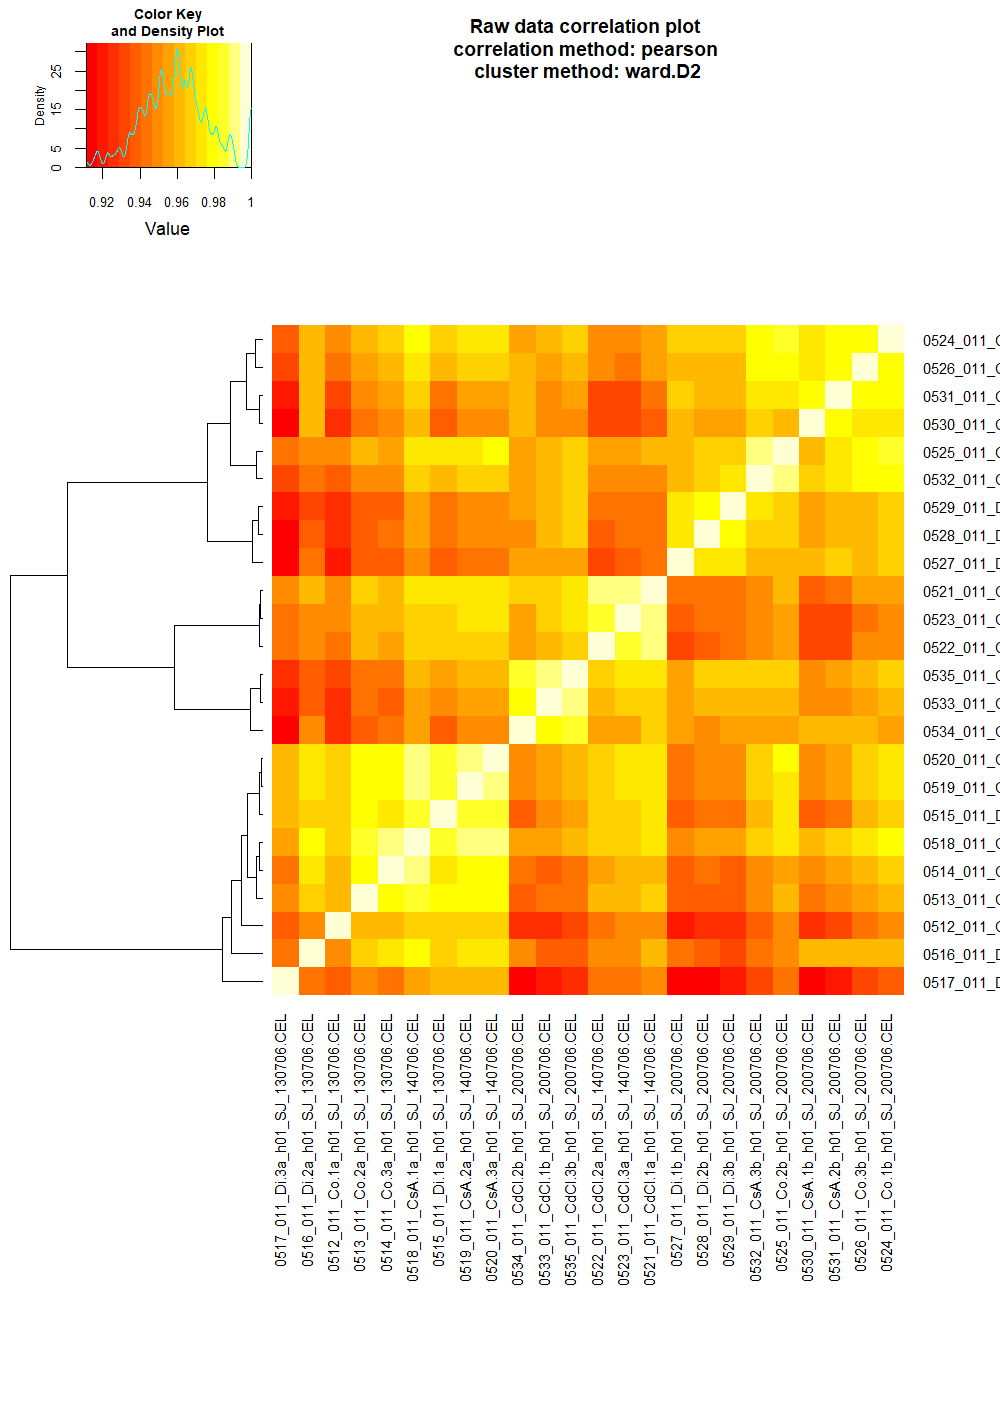 Color Key
and Density Plot
Raw data correlation plot
correlation method: pearson
cluster method: ward.D2
Density
0 5 15 25
0.92 0.94 0.96 0.98 1
Value
0524_011_C
0526_011_C
0531_011_C
0530_011_C
0525_011_C
0532_011_C
0529_011_D
0528_011_D
0527_011_D
0521_011_C
0523_011_C
0522_011_C
0535_011_C
0533_011_C
0534_011_C
0520_011_C
0519_011_C
0515_011_D
0518_011_C
0514_011_C
0513_011_C
0512_011_C
0516_011_D
0517_011_D
0517_011_Di.3a_h01_SJ_130706.CEL
0516_011_Di.2a_h01_SJ_130706.CEL
0512_011_Co.1a_h01_SJ_130706.CEL
0513_011_Co.2a_h01_SJ_130706.CEL
0514_011_Co.3a_h01_SJ_130706.CEL
0518_011_CsA.1a_h01_SJ_140706.CEL
0515_011_Di.1a_h01_SJ_130706.CEL
0519_011_CsA.2a_h01_SJ_140706.CEL
0520_011_CsA.3a_h01_SJ_140706.CEL
0534_011_CdCl.2b_h01_SJ_200706.CEL
0533_011_CdCl.1b_h01_SJ_200706.CEL
0535_011_CdCl.3b_h01_SJ_200706.CEL
0522_011_CdCl.2a_h01_SJ_140706.CEL
0523_011_CdCl.3a_h01_SJ_140706.CEL
0521_011_CdCl.1a_h01_SJ_140706.CEL
0527_011_Di.1b_h01_SJ_200706.CEL
0528_011_Di.2b_h01_SJ_200706.CEL
0529_011_Di.3b_h01_SJ_200706.CEL
0532_011_CsA.3b_h01_SJ_200706.CEL
0525_011_Co.2b_h01_SJ_200706.CEL
0530_011_CsA.1b_h01_SJ_200706.CEL
0531_011_CsA.2b_h01_SJ_200706.CEL
0526_011_Co.3b_h01_SJ_200706.CEL
0524_011_Co.1b_h01_SJ_200706.CEL